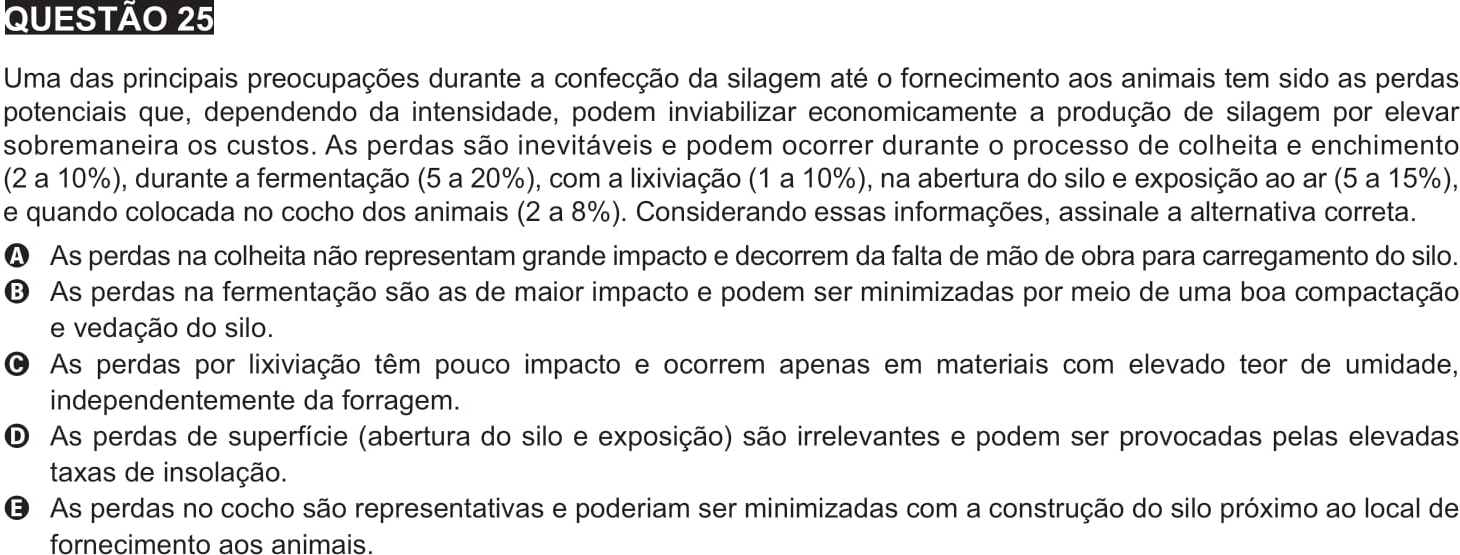 QUESTÃO 25
Uma das principais preocupações durante a confecção da silagem até o fornecimento aos animais tem sido as perdas
potenciais que, dependendo da intensidade, podem inviabilizar economicamente a produção de silagem por elevar
sobremaneira os custos. As perdas são inevitáveis e podem ocorrer durante o processo de colheita e enchimento
(2 a 10%), durante a fermentação (5 a 20%), com a lixiviação (1 a 10%), na abertura do silo e exposição ao ar (5 a 15%),
e quando colocada no cocho dos animais (2 a 8%). Considerando essas informações, assinale a alternativa correta.
A As perdas na colheita não representam grande impacto e decorrem da falta de mão de obra para carregamento do silo.
B As perdas na fermentação são as de maior impacto e podem ser minimizadas por meio de uma boa compactação
e vedação do silo.
C As perdas por lixiviação têm pouco impacto e ocorrem apenas em materiais com elevado teor de umidade,
independentemente da forragem.
D As perdas de superfície (abertura do silo e exposição) são irrelevantes e podem ser provocadas pelas elevadas
taxas de insolação.
E As perdas no cocho são representativas e poderiam ser minimizadas com a construção do silo próximo ao local de
fornecimento aos animais.